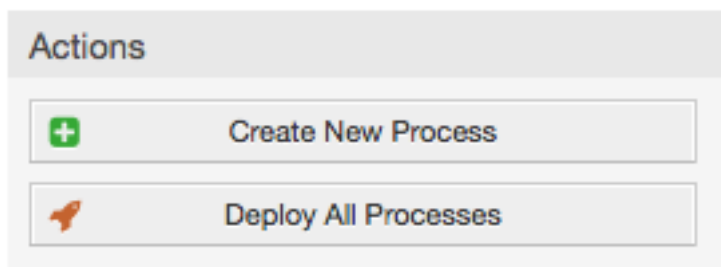 Actions
Create New Process
Deploy All Processes